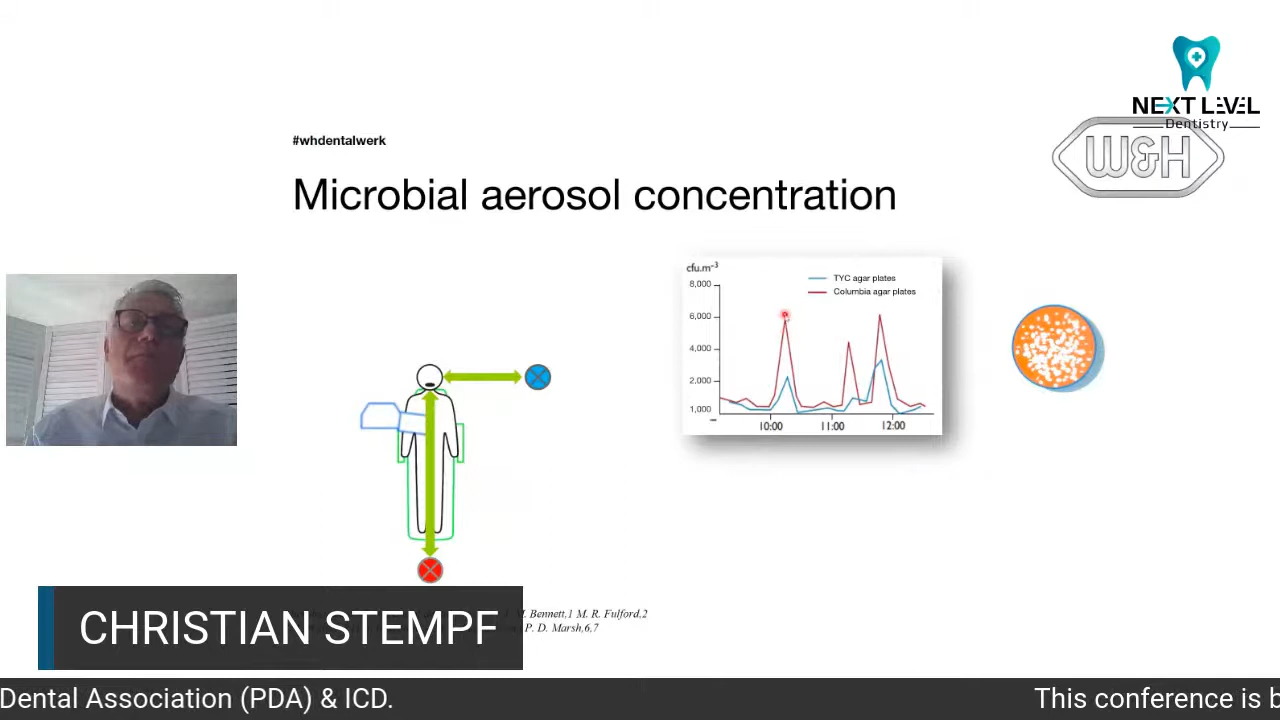 NEXT LEVEL
Dentistry
W&H
#whdentalwerk
Microbial aerosol concentration
cfu.m-3
TYC agar plates
Columbia agar plates
8,000
6,000
4,000
2,000
1,000
10:00
11:00
12:00
Bennett,1 M. R. Fulford,2
P. D. Marsh,6,7
CHRISTIAN STEMPF
Dental Association (PDA) & ICD.
This conference is b